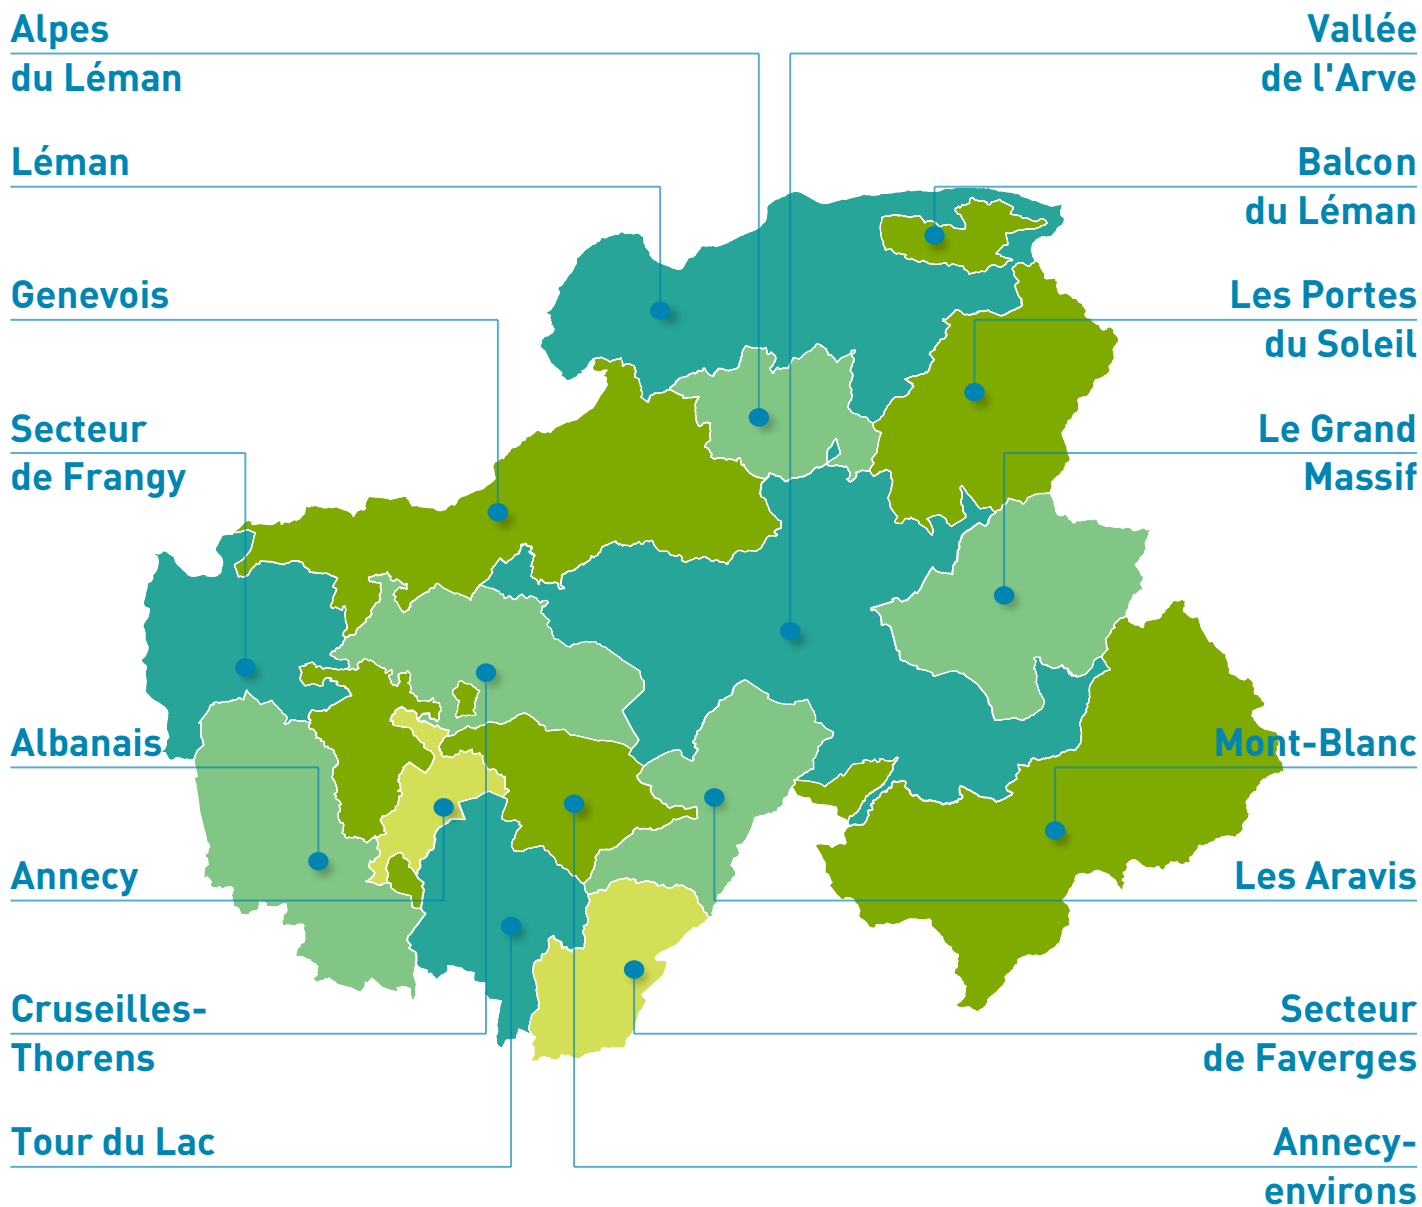 Alpes
du Léman
Léman
Genevois
Secteur
de Frangy
Albanais
Annecy
Cruseilles-
Thorens
Tour du Lac
Vallée
de l'Arve
Balcon
du Léman
Les Portes
du Soleil
Le Grand
Massif
Mont-Blanc
Les Aravis
Secteur
de Faverges
Annecy-
environs